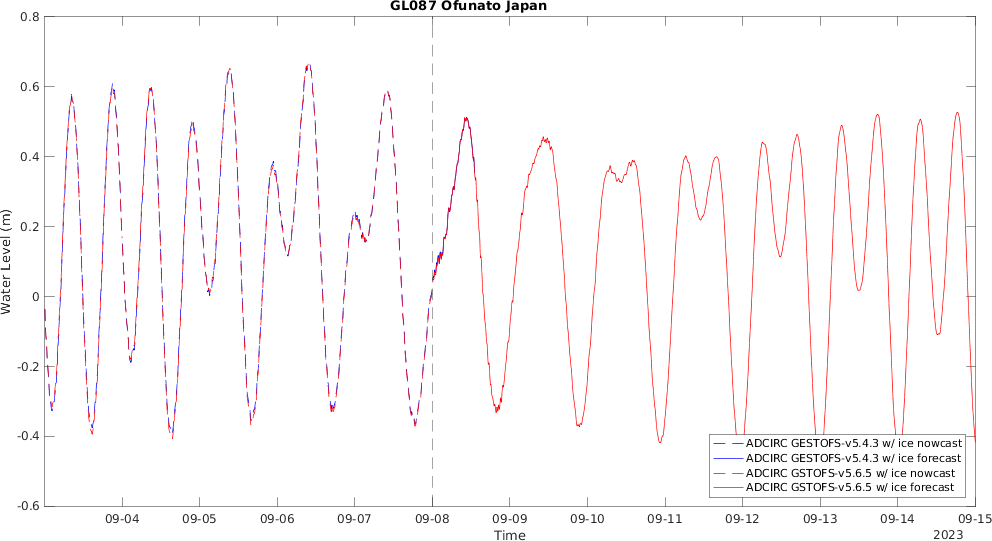 GL087 Ofunato Japan
0.8
0.6
0.4
0.2
0
-0.2
-0.4
-0.6
Water Level (m)
ADCIRC GESTOFS-v5.4.3 w/ ice nowcast
ADCIRC GESTOFS-v5.4.3 w/ ice forecast
ADCIRC GSTOFS-v5.6.5 w/ ice nowcast
ADCIRC GSTOFS-v5.6.5 w/ ice forecast
09-04 09-05 09-06 09-07 09-08 09-09 09-10 09-11 09-12 09-13 09-14 09-15
Time
2023